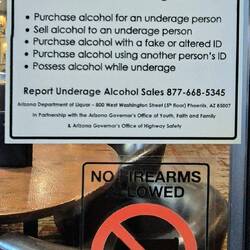 • Purchase alcohol for an underage person
• Sell alcohol to an underage person
• Purchase alcohol with a fake or altered ID
• Purchase alcohol using another person's ID
• Possess alcohol while underage
Report Underage Alcohol Sales 877-668-5345
Arizona Department of Liquor - 800 West Washington Street (5th floor) Phoenix, AZ 85007
In Partnership with the Arizona Governor's Office of Youth, Faith and Family
& Arizona Governor's Office of Highway Safety
NO FIREARMS
LOWED